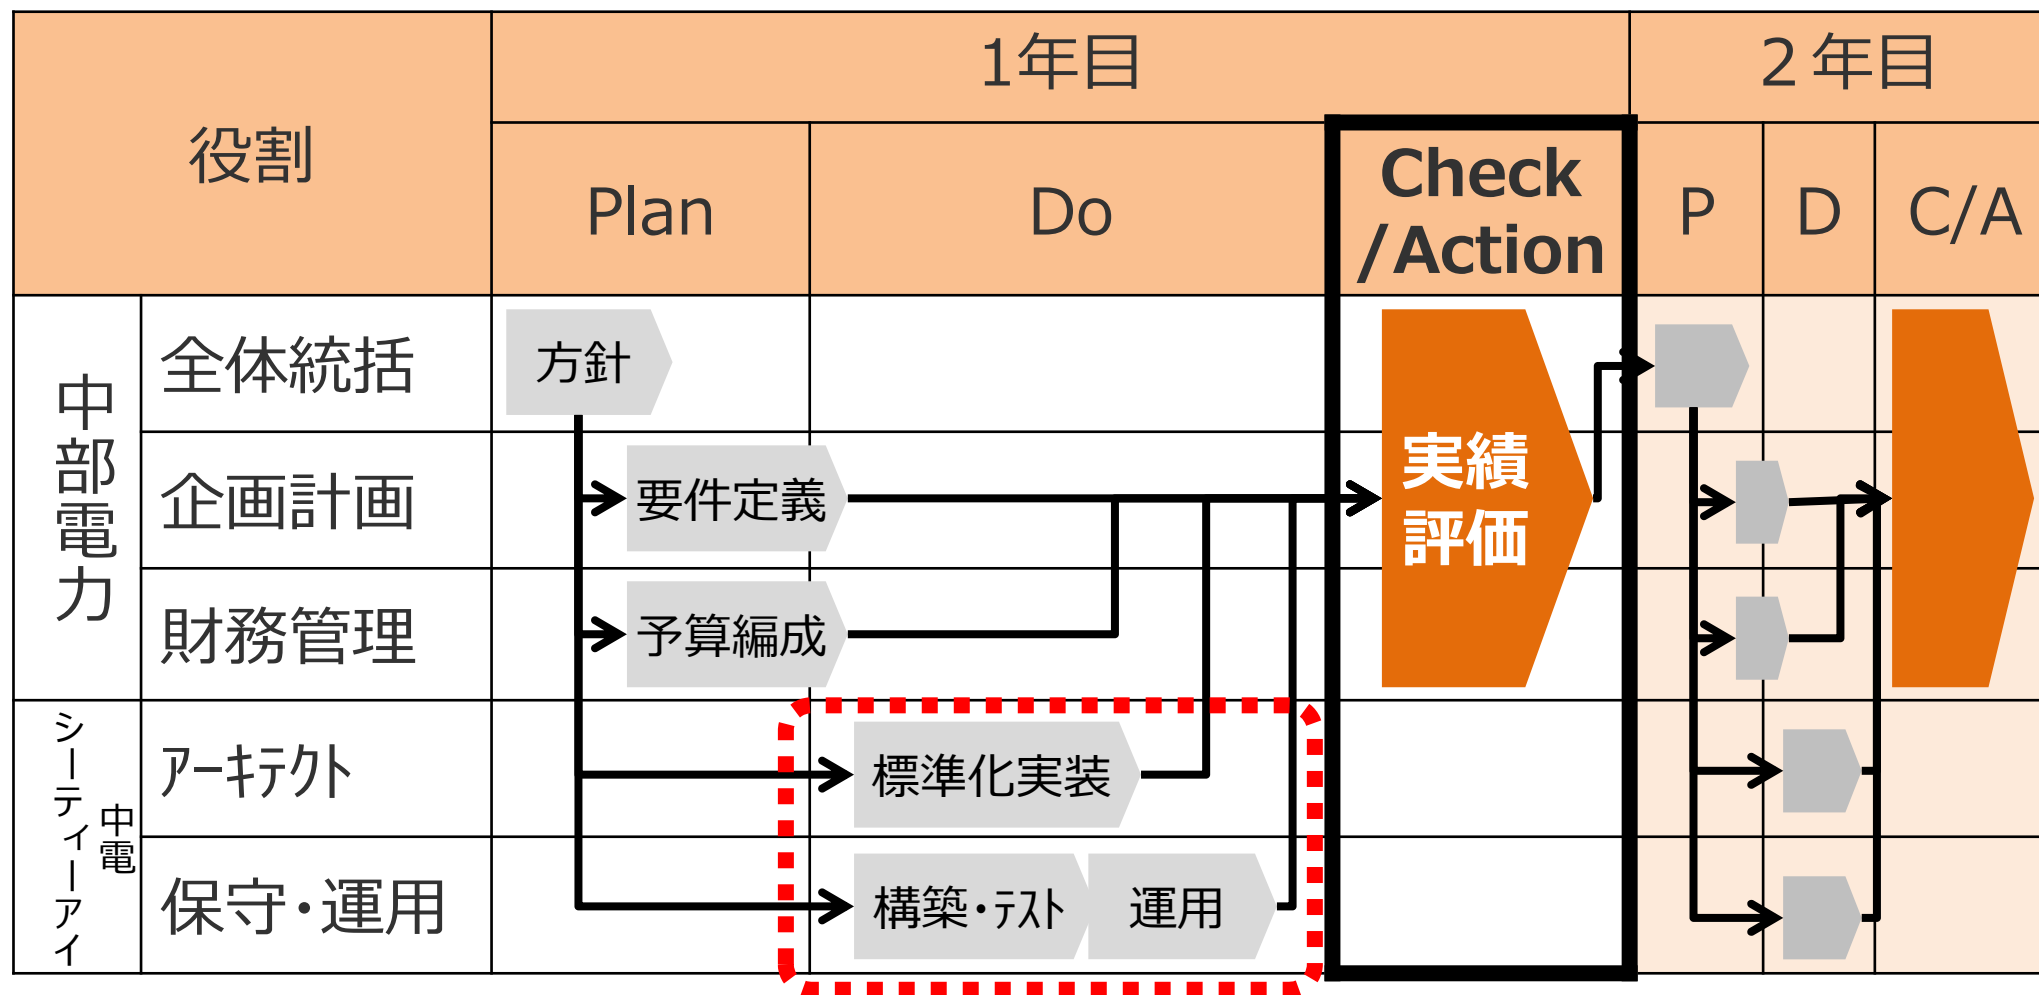 役割
1年目
2年目
Plan
Do
Check
/Action
P
D
C/A
中部電力
全体統括
方針
企画計画
要件定義
実績
評価
財務管理
予算編成
中電
シーティーアイ
ｱｰｷﾃｸﾄ
標準化実装
保守・運用
構築・ﾃｽﾄ
運用